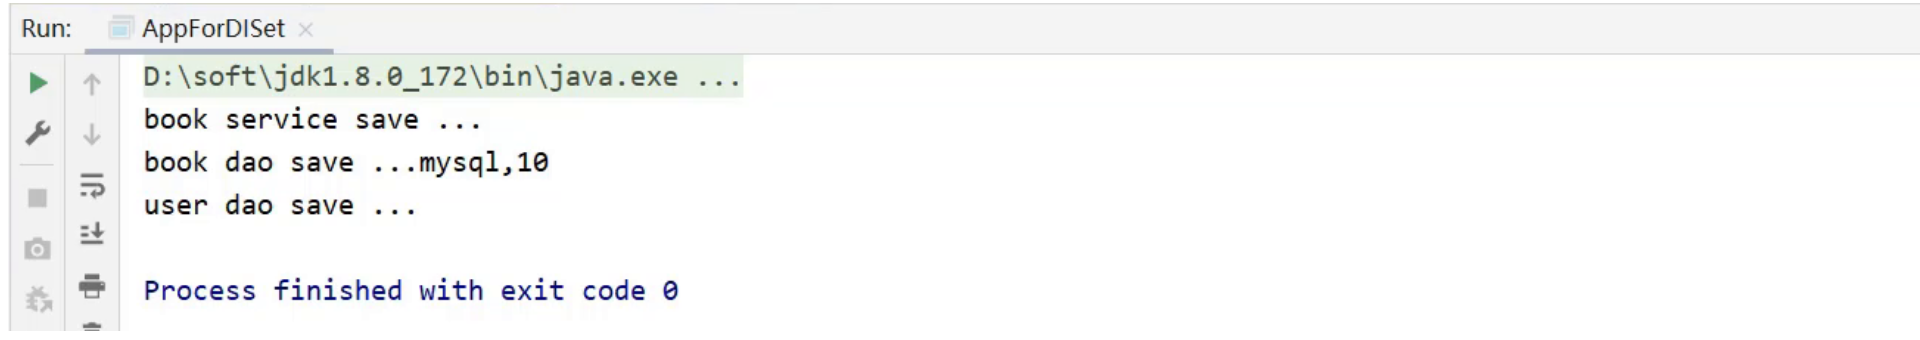 Run: AppForDISet
D:\soft\jdk1.8.0_172\bin\java.exe ...
book service save ...
book dao save ...mysql,10
user dao save ...
Process finished with exit code 0